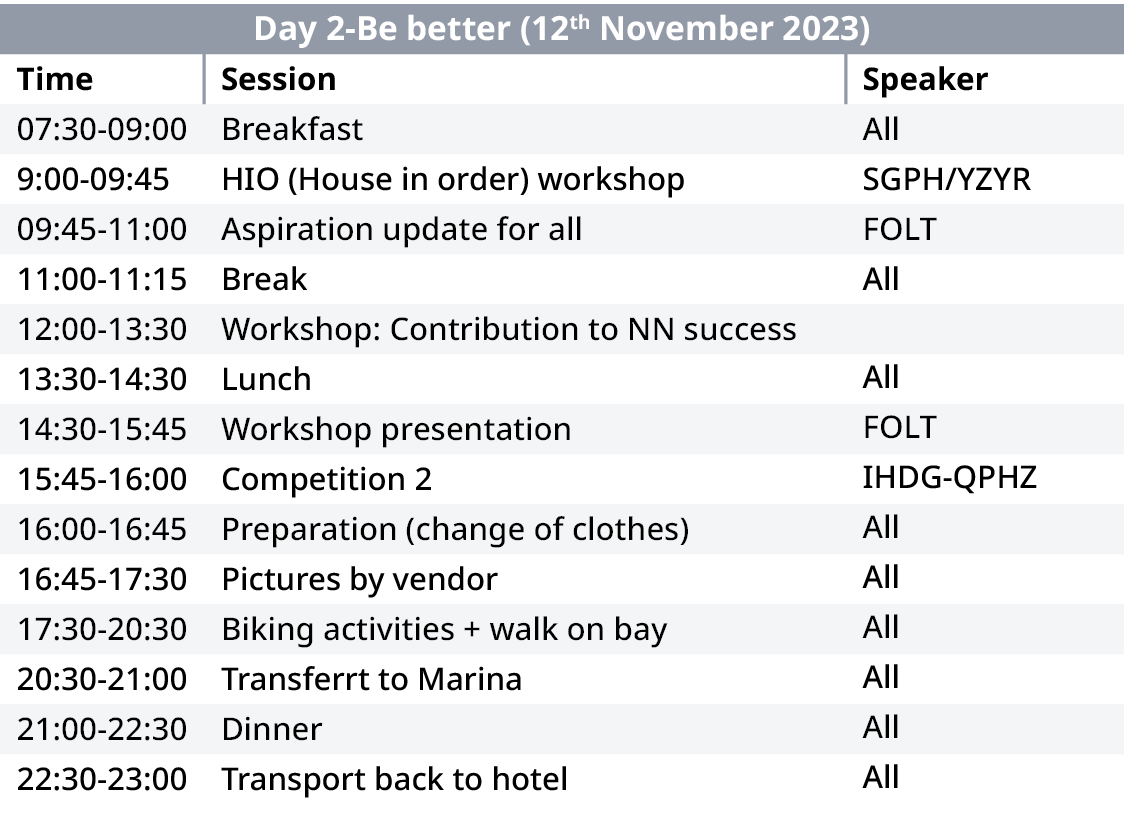 Day 2-Be better (12th November 2023)
Time Session Speaker
07:30-09:00 Breakfast All
9:00-09:45 HIO (House in order) workshop SGPH/YZYR
09:45-11:00 Aspiration update for all FOLT
11:00-11:15 Break All
12:00-13:30 Workshop: Contribution to NN success
13:30-14:30 Lunch All
14:30-15:45 Workshop presentation FOLT
15:45-16:00 Competition 2 IHDG-QPHZ
16:00-16:45 Preparation (change of clothes) All
16:45-17:30 Pictures by vendor All
17:30-20:30 Biking activities + walk on bay All
20:30-21:00 Transferrt to Marina All
21:00-22:30 Dinner All
22:30-23:00 Transport back to hotel All